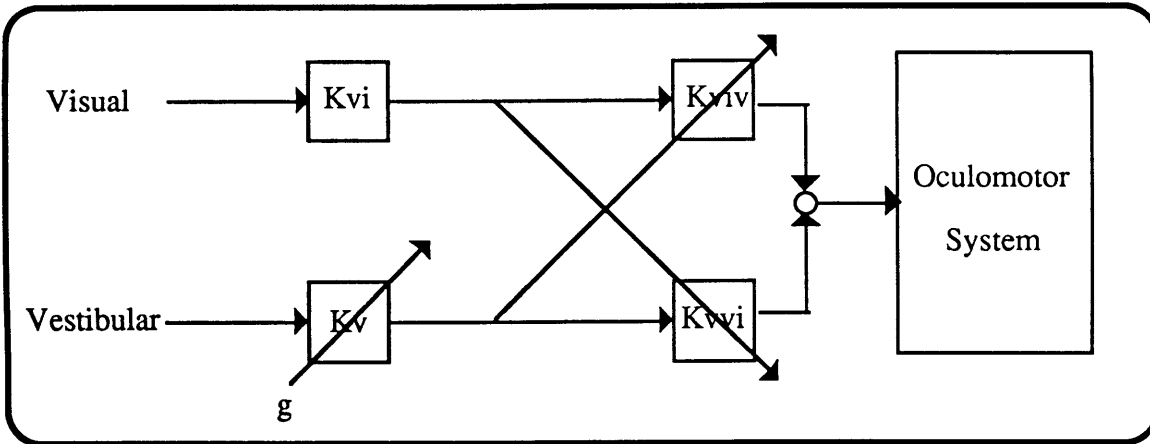 Visual
Kvi
Kviv
Oculomotor
System
Vestibular
Kv
Kvvi
g